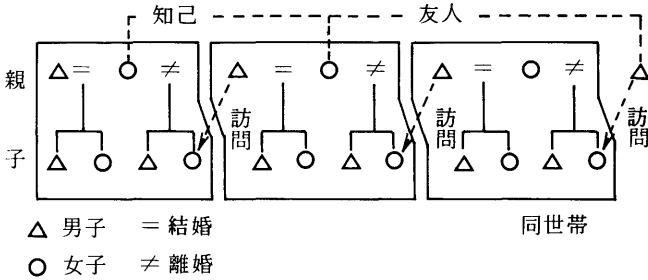 知己 友人
親 = ≠ = ≠ = ≠
訪問 訪問 訪問
子
同世帯
△ 男子 = 結婚
○ 女子 ≠ 離婚